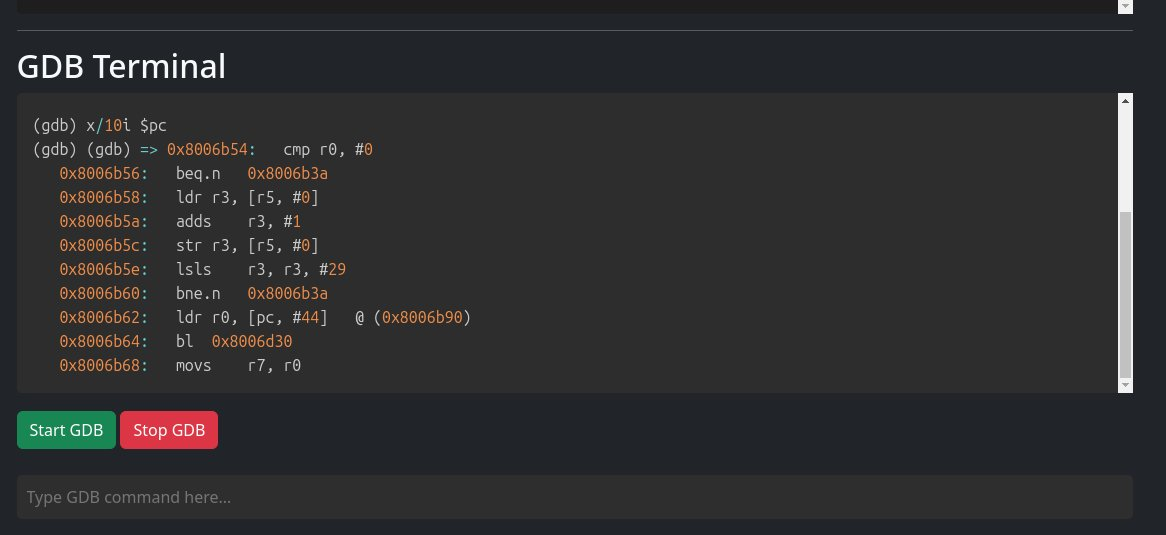 GDB Terminal
(gdb) x/10i $pc
(gdb) (gdb) => 0x8006b54:   cmp r0, #0
   0x8006b56:   beq.n   0x8006b3a
   0x8006b58:   ldr r3, [r5, #0]
   0x8006b5a:   adds    r3, #1
   0x8006b5c:   str r3, [r5, #0]
   0x8006b5e:   lsls    r3, r3, #29
   0x8006b60:   bne.n   0x8006b3a
   0x8006b62:   ldr r0, [pc, #44]   @ (0x8006b90)
   0x8006b64:   bl  0x8006d30
   0x8006b68:   movs    r7, r0
Start GDB Stop GDB
Type GDB command here...